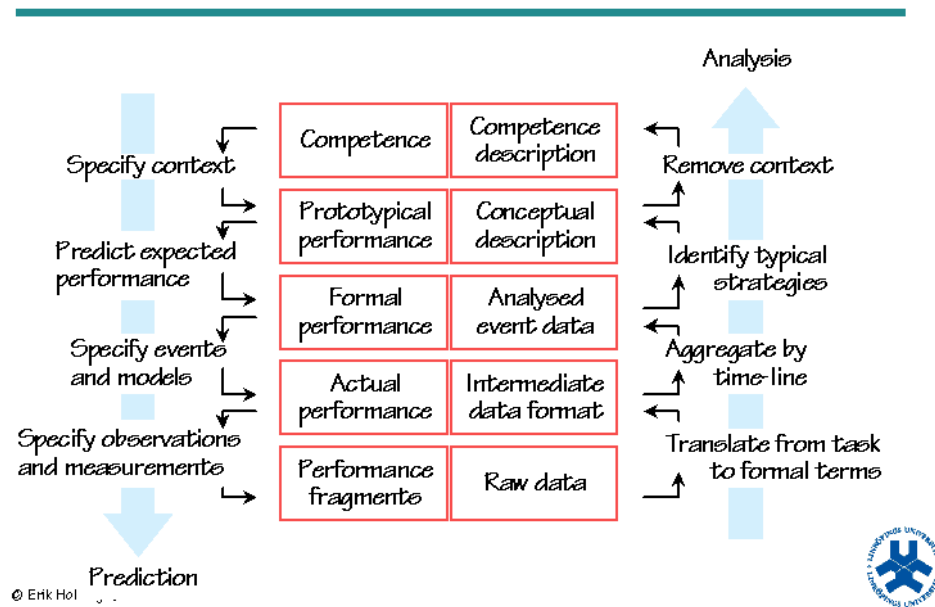 Analysis
Competence
Competence
description
Specify context
Remove context
Prototypical
performance
Conceptual
description
Predict expected
performance
Identify typical
strategies
Formal
performance
Analysed
event data
Specify events
and models
Aggregate by
time-line
Actual
performance
Intermediate
data format
Specify observations
and measurements
Translate from task
to formal terms
Performance
fragments
Raw data
Prediction
© Erik Hol
LINKÖPINGS
LINKÖPINGS